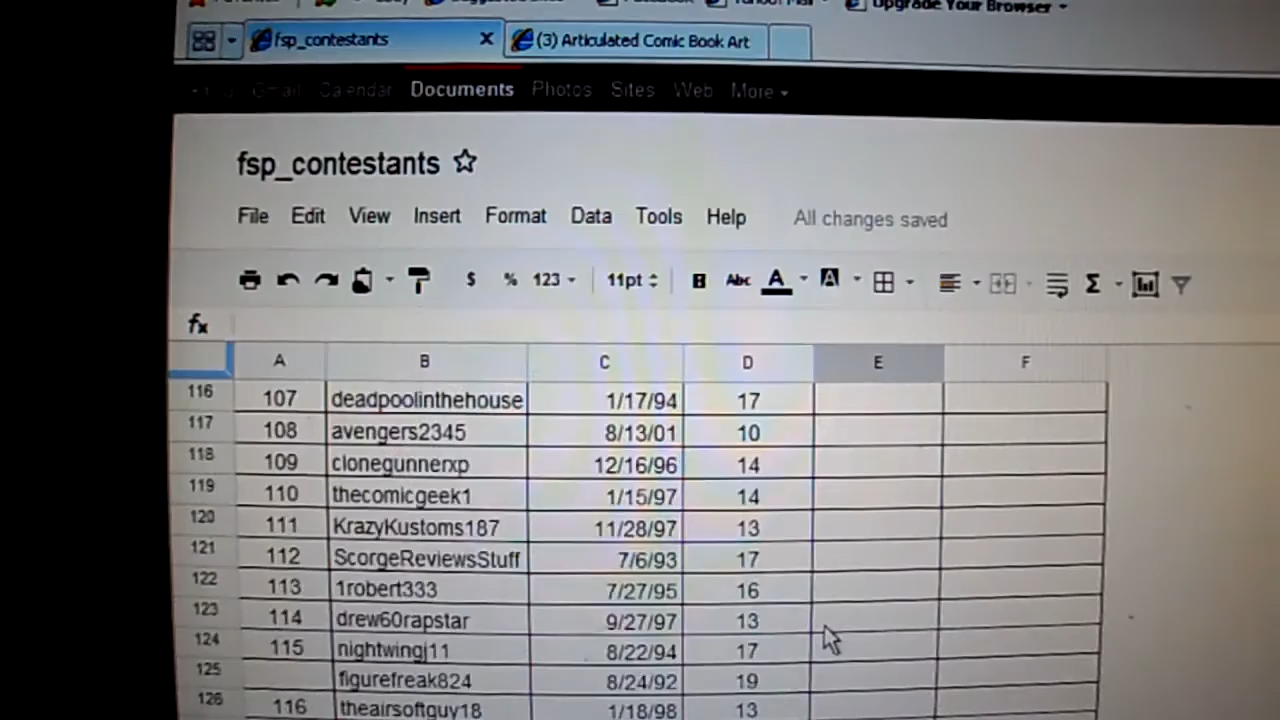 Upgrade Your Browser
fsp_contestants X (3) Articulated Comic Book Art
Gmail Calendar Documents Photos Sites Web More
fsp_contestants
File Edit View Insert Format Data Tools Help All changes saved
$ % 123 11pt B Abc A A Σ
fx
A B C D E F
116 107 deadpoolinthehouse 1/17/94 17
117 108 avengers2345 8/13/01 10
118 109 clonegunnerxp 12/16/96 14
119 110 thecomicgeek1 1/15/97 14
120 111 KrazyKustoms187 11/28/97 13
121 112 ScorgeReviewsStuff 7/6/93 17
122 113 1robert333 7/27/95 16
123 114 drew60rapstar 9/27/97 13
124 115 nightwingj11 8/22/94 17
125 figurefreak824 8/24/92 19
126 116 theairsoftguy18 1/18/98 13